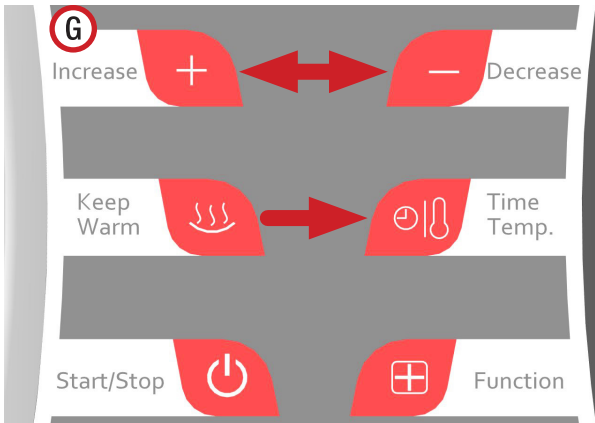 G
Increase
Decrease
Keep
Warm
Time
Temp.
Start/Stop
Function